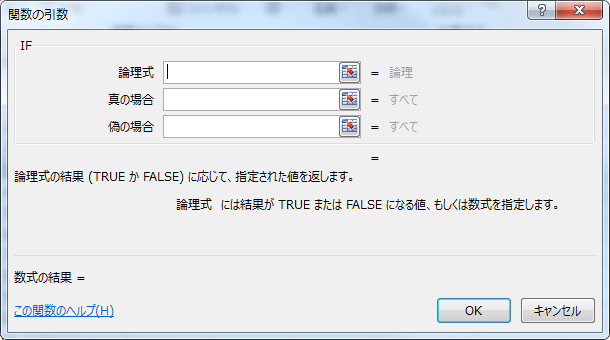 関数の引数
IF
論理式 = 論理
真の場合 = すべて
偽の場合 = すべて
=
論理式の結果 (TRUE か FALSE) に応じて、指定された値を返します。
論理式 には結果が TRUE または FALSE になる値、もしくは数式を指定します。
数式の結果 =
この関数のヘルプ(H)
OK
キャンセル